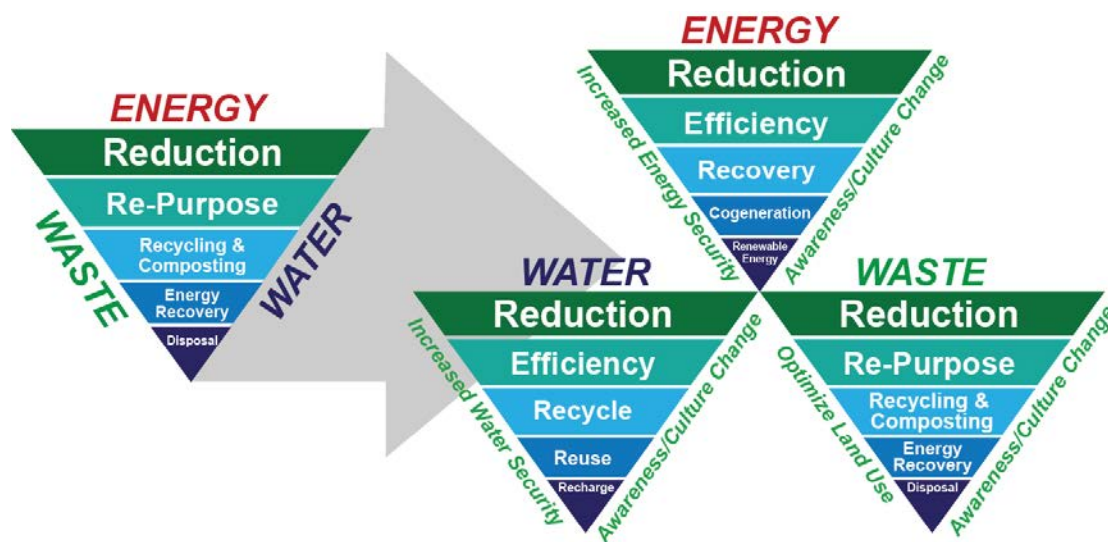 ENERGY
Reduction
Re-Purpose
Recycling &
Composting
Energy
Recovery
Disposal
WASTE
WATER
ENERGY
Reduction
Efficiency
Recovery
Cogeneration
Renewable
Energy
Increased Energy Security
Awareness/Culture Change
WATER
Reduction
Efficiency
Recycle
Reuse
Recharge
Increased Water Security
Awareness/Culture Change
WASTE
Reduction
Re-Purpose
Recycling &
Composting
Energy
Recovery
Disposal
Optimize Land Use
Awareness/Culture Change